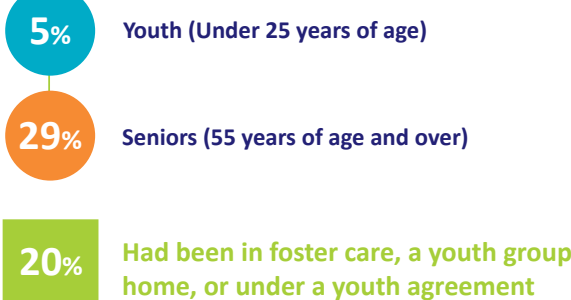 5% Youth (Under 25 years of age)
29% Seniors (55 years of age and over)
20% Had been in foster care, a youth group
home, or under a youth agreement